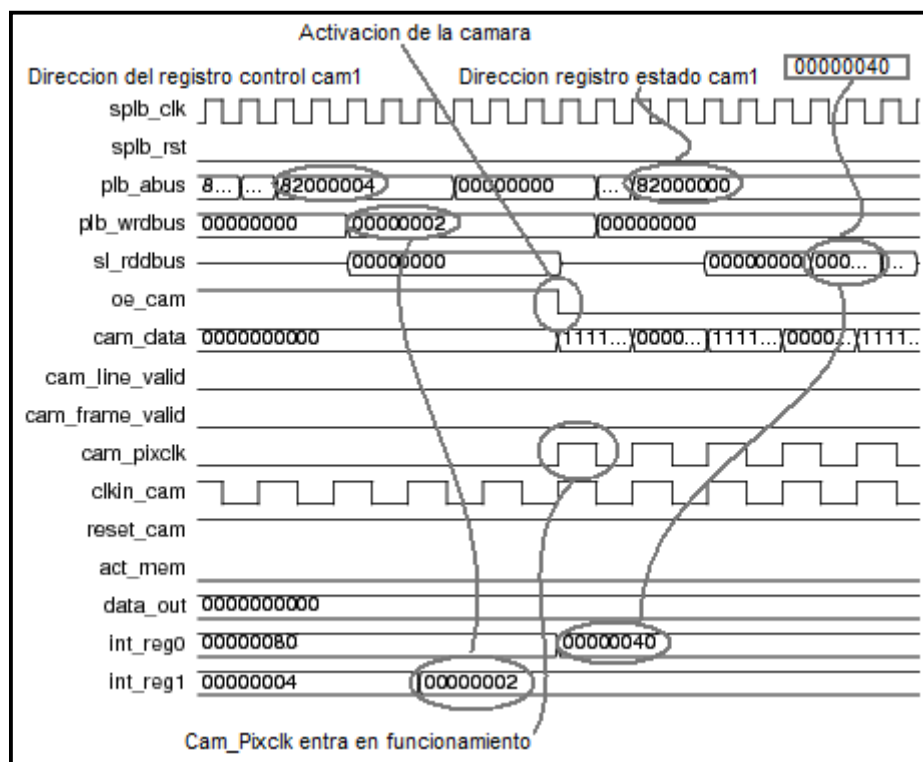 Activacion de la camara
Direccion del registro control cam1 Direccion registro estado cam1 00000040
splb_clk
splb_rst
plb_abus 8... ... 82000004 00000000 ... 82000000
plb_wrdbus 00000000 00000002 00000000
sl_rddbus 00000000 00000000 000... ...
oe_cam
cam_data 0000000000 1111... 0000... 1111... 0000... 1111...
cam_line_valid
cam_frame_valid
cam_pixclk
clkin_cam
reset_cam
act_mem
data_out 0000000000
int_reg0 00000080 00000040
int_reg1 00000004 00000002
Cam_Pixclk entra en funcionamiento